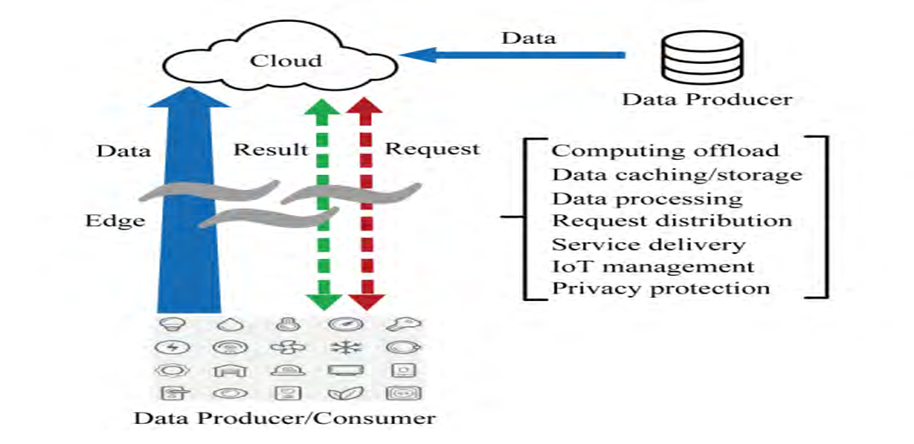 Cloud
Data
Data Producer
Data
Result
Request
Edge
Computing offload
Data caching/storage
Data processing
Request distribution
Service delivery
IoT management
Privacy protection
Data Producer/Consumer